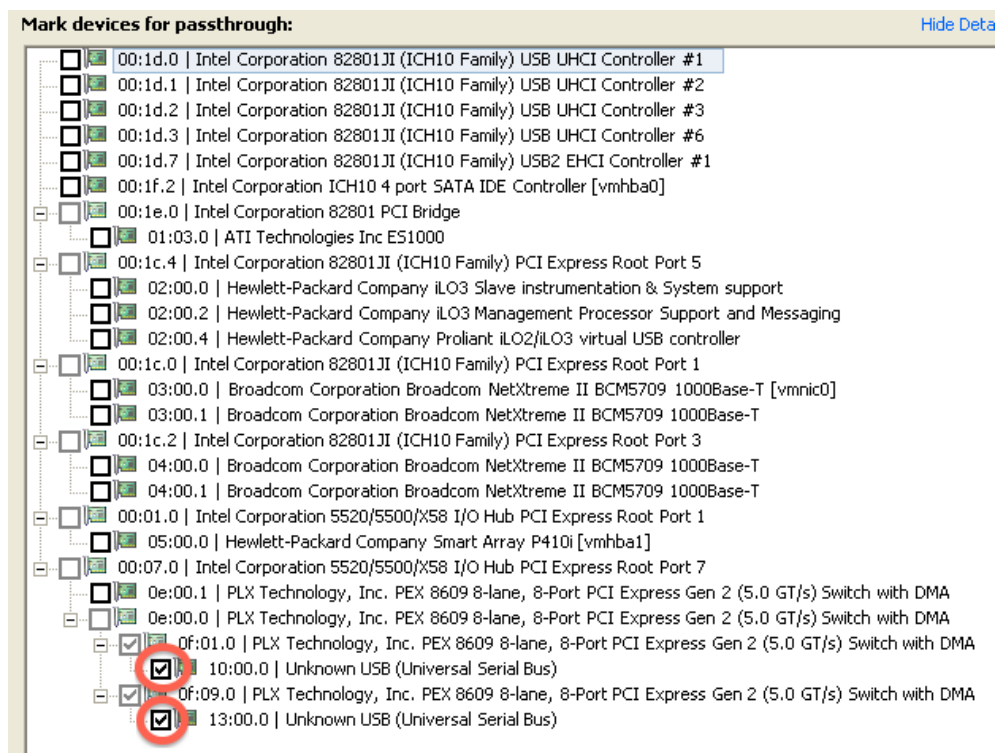 Mark devices for passthrough:
Hide Deta
00:1d.0 | Intel Corporation 82801JI (ICH10 Family) USB UHCI Controller #1
00:1d.1 | Intel Corporation 82801JI (ICH10 Family) USB UHCI Controller #2
00:1d.2 | Intel Corporation 82801JI (ICH10 Family) USB UHCI Controller #3
00:1d.3 | Intel Corporation 82801JI (ICH10 Family) USB UHCI Controller #6
00:1d.7 | Intel Corporation 82801JI (ICH10 Family) USB2 EHCI Controller #1
00:1f.2 | Intel Corporation ICH10 4 port SATA IDE Controller [vmhba0]
00:1e.0 | Intel Corporation 82801 PCI Bridge
01:03.0 | ATI Technologies Inc ES1000
00:1c.4 | Intel Corporation 82801JI (ICH10 Family) PCI Express Root Port 5
02:00.0 | Hewlett-Packard Company iLO3 Slave instrumentation & System support
02:00.2 | Hewlett-Packard Company iLO3 Management Processor Support and Messaging
02:00.4 | Hewlett-Packard Company Proliant iLO2/iLO3 virtual USB controller
00:1c.0 | Intel Corporation 82801JI (ICH10 Family) PCI Express Root Port 1
03:00.0 | Broadcom Corporation Broadcom NetXtreme II BCM5709 1000Base-T [vmnic0]
03:00.1 | Broadcom Corporation Broadcom NetXtreme II BCM5709 1000Base-T
00:1c.2 | Intel Corporation 82801JI (ICH10 Family) PCI Express Root Port 3
04:00.0 | Broadcom Corporation Broadcom NetXtreme II BCM5709 1000Base-T
04:00.1 | Broadcom Corporation Broadcom NetXtreme II BCM5709 1000Base-T
00:01.0 | Intel Corporation 5520/5500/X58 I/O Hub PCI Express Root Port 1
05:00.0 | Hewlett-Packard Company Smart Array P410i [vmhba1]
00:07.0 | Intel Corporation 5520/5500/X58 I/O Hub PCI Express Root Port 7
0e:00.1 | PLX Technology, Inc. PEX 8609 8-lane, 8-Port PCI Express Gen 2 (5.0 GT/s) Switch with DMA
0e:00.0 | PLX Technology, Inc. PEX 8609 8-lane, 8-Port PCI Express Gen 2 (5.0 GT/s) Switch with DMA
0f:01.0 | PLX Technology, Inc. PEX 8609 8-lane, 8-Port PCI Express Gen 2 (5.0 GT/s) Switch with DMA
10:00.0 | Unknown USB (Universal Serial Bus)
0f:09.0 | PLX Technology, Inc. PEX 8609 8-lane, 8-Port PCI Express Gen 2 (5.0 GT/s) Switch with DMA
13:00.0 | Unknown USB (Universal Serial Bus)